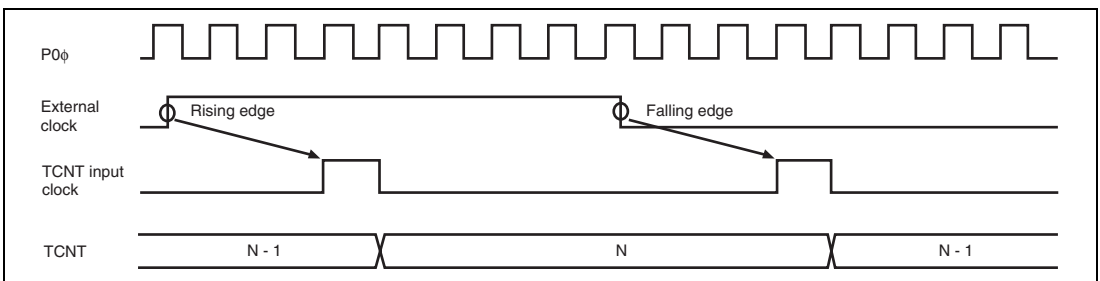 P0ϕ
External
clock
Rising edge
Falling edge
TCNT input
clock
TCNT
N - 1
N
N - 1